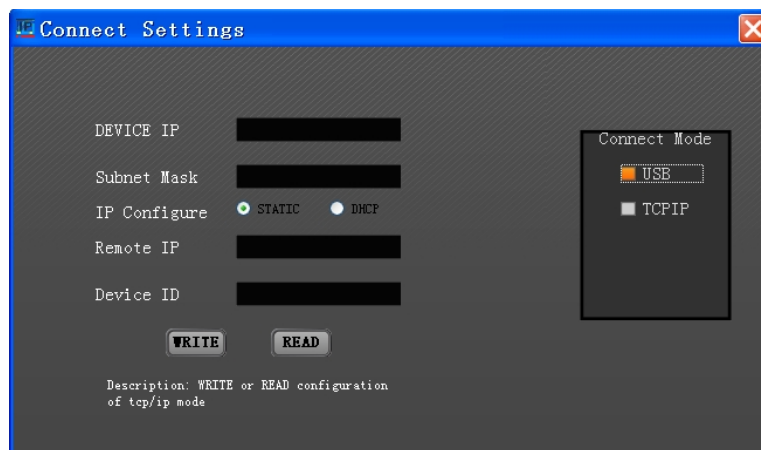 Connect Settings
DEVICE IP
Subnet Mask
IP Configure STATIC DHCP
Remote IP
Device ID
WRITE READ
Description: WRITE or READ configuration
of tcp/ip mode
Connect Mode
USB
TCPIP